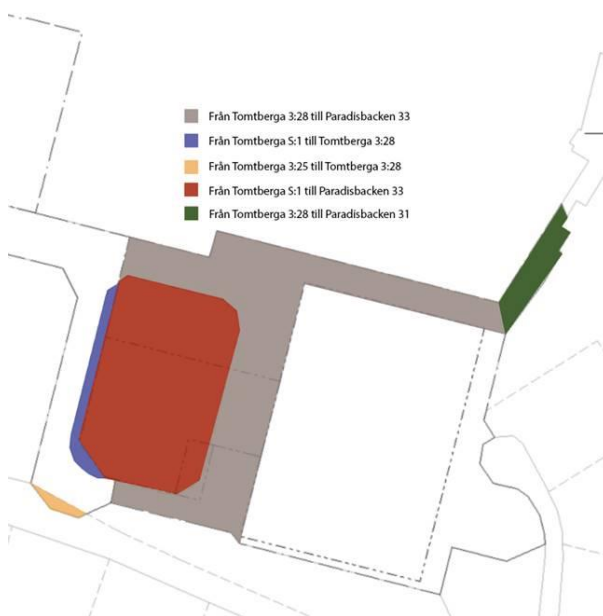 Från Tomtberga 3:28 till Paradisbacken 33
Från Tomtberga S:1 till Tomtberga 3:28
Från Tomtberga 3:25 till Tomtberga 3:28
Från Tomtberga S:1 till Paradisbacken 33
Från Tomtberga 3:28 till Paradisbacken 31